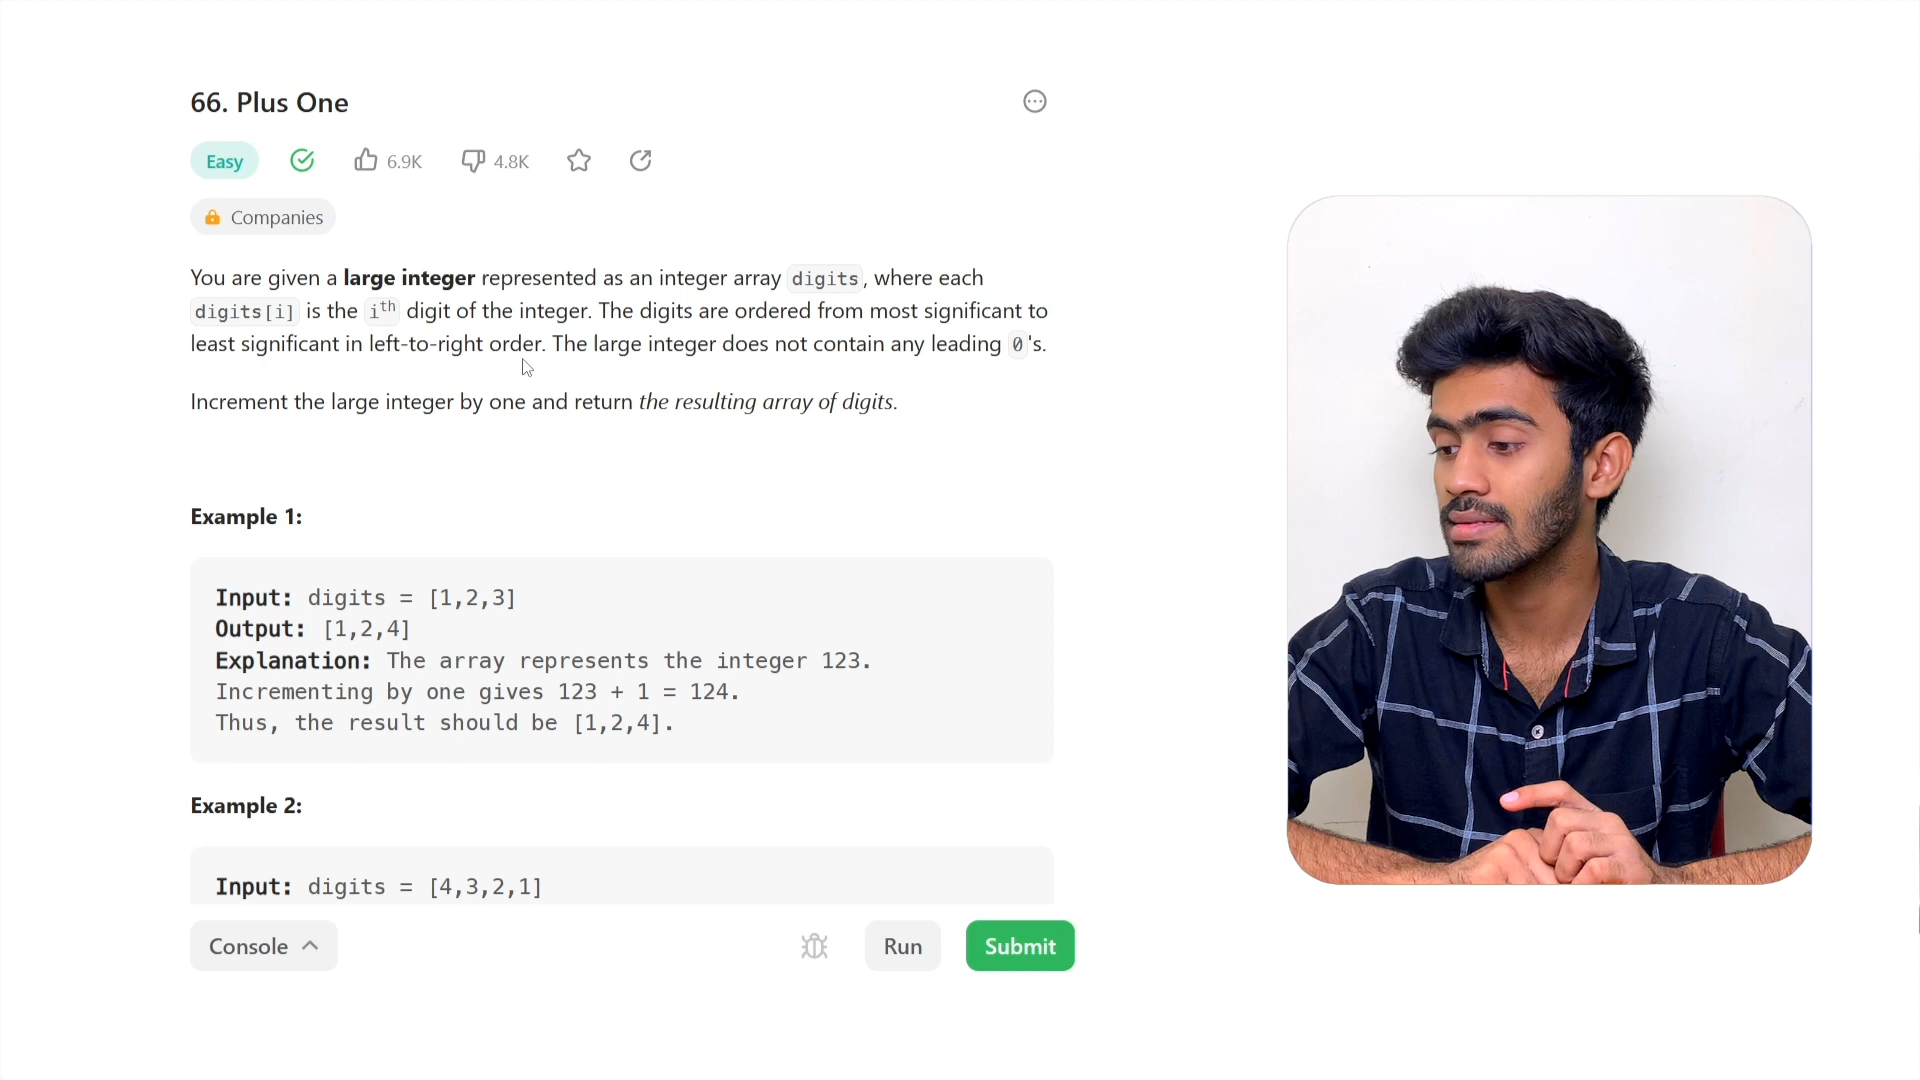 66. Plus One
Easy 6.9K 4.8K
Companies
You are given a large integer represented as an integer array digits, where each
digits[i] is the ith digit of the integer. The digits are ordered from most significant to
least significant in left-to-right order. The large integer does not contain any leading 0's.
Increment the large integer by one and return the resulting array of digits.
Example 1:
Input: digits = [1,2,3]
Output: [1,2,4]
Explanation: The array represents the integer 123.
Incrementing by one gives 123 + 1 = 124.
Thus, the result should be [1,2,4].
Example 2:
Input: digits = [4,3,2,1]
Console Run Submit